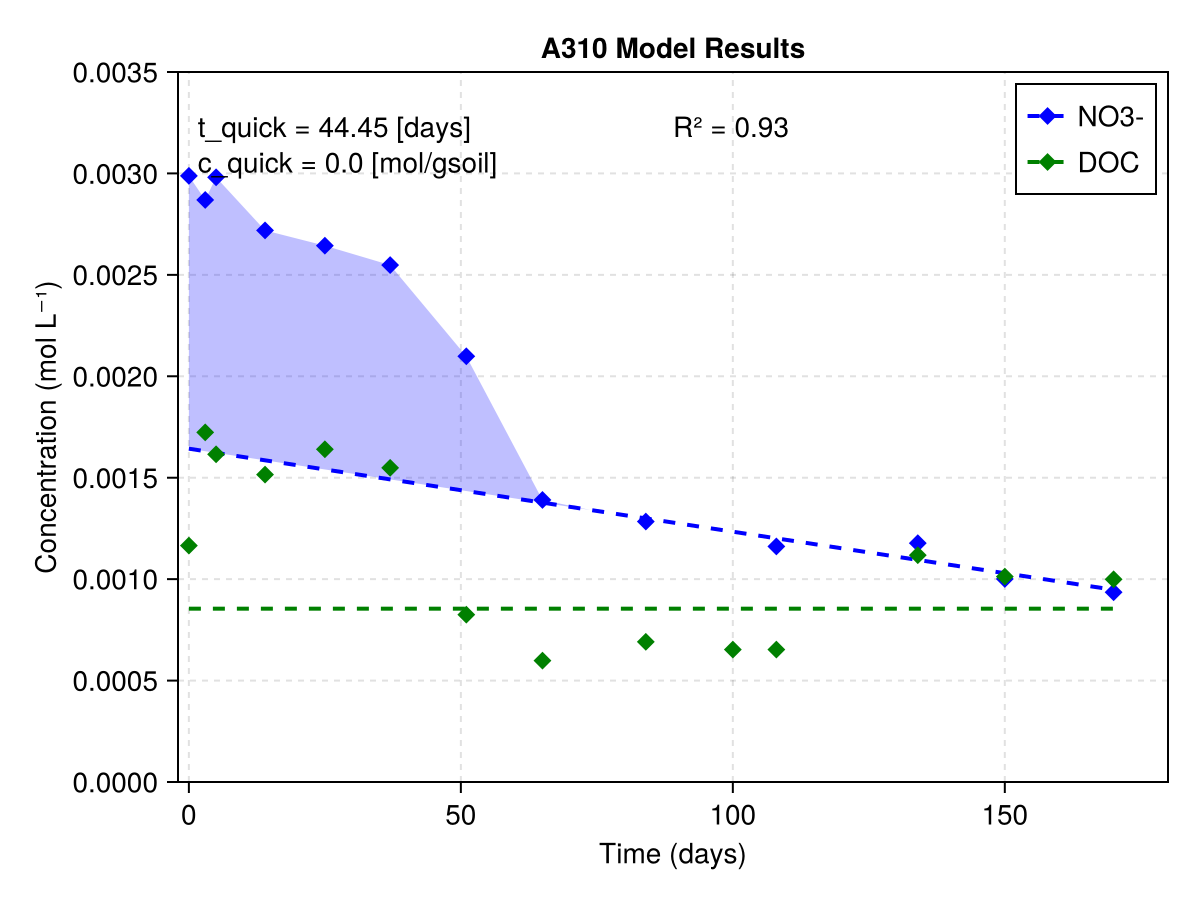 A310 Model Results
0.0035
0.0030
0.0025
0.0020
0.0015
0.0010
0.0005
0.0000
Concentration (mol L⁻¹)
t_quick = 44.45 [days]
c_quick = 0.0 [mol/gsoil]
R² = 0.93
NO3-
DOC
0 50 100 150
Time (days)